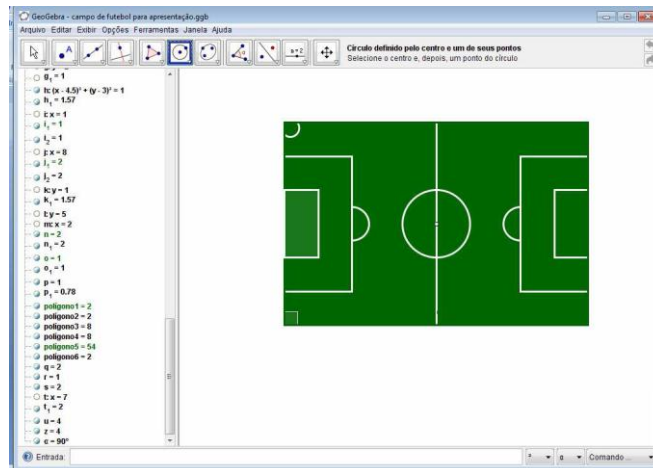 GeoGebra - campo de futebol para apresentação.ggb
Arquivo Editar Exibir Opções Ferramentas Janela Ajuda
A
a=2
Círculo definido pelo centro e um de seus pontos
Selecione o centro e, depois, um ponto do círculo
g₁ = 1
h: (x - 4.5)² + (y - 3)² = 1
h₁ = 1.57
i: x = 1
i₁ = 1
i₂ = 1
j: x = 8
j₁ = 2
j₂ = 2
k: y = 1
k₁ = 1.57
l: y = 5
m: x = 2
n = 2
n₁ = 2
o = 1
o₁ = 1
p = 1
p₁ = 0.78
polígono1 = 2
polígono2 = 2
polígono3 = 8
polígono4 = 8
polígono5 = 54
polígono6 = 2
q = 2
r = 1
s = 2
t: x = 7
t₁ = 2
u = 4
z = 4
Entrada:
Comando ...